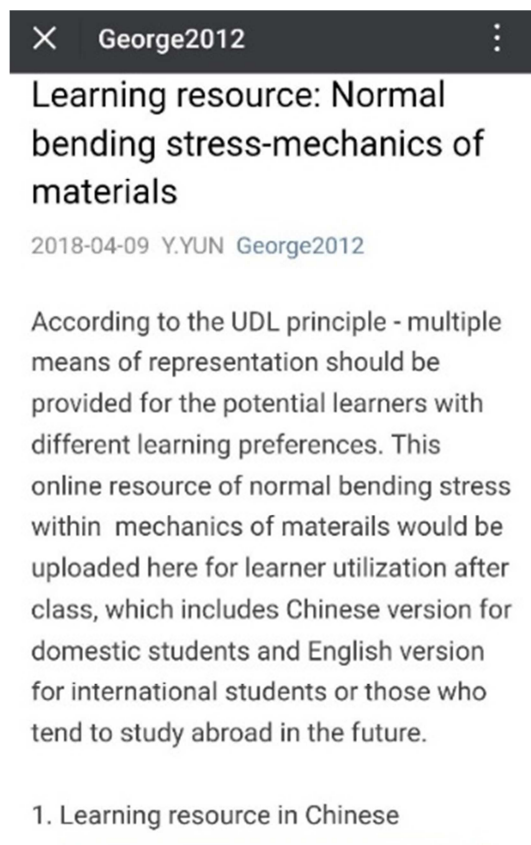 George2012
Learning resource: Normal
bending stress-mechanics of
materials
2018-04-09 Y.YUN George2012
According to the UDL principle - multiple
means of representation should be
provided for the potential learners with
different learning preferences. This
online resource of normal bending stress
within mechanics of materails would be
uploaded here for learner utilization after
class, which includes Chinese version for
domestic students and English version
for international students or those who
tend to study abroad in the future.
1. Learning resource in Chinese